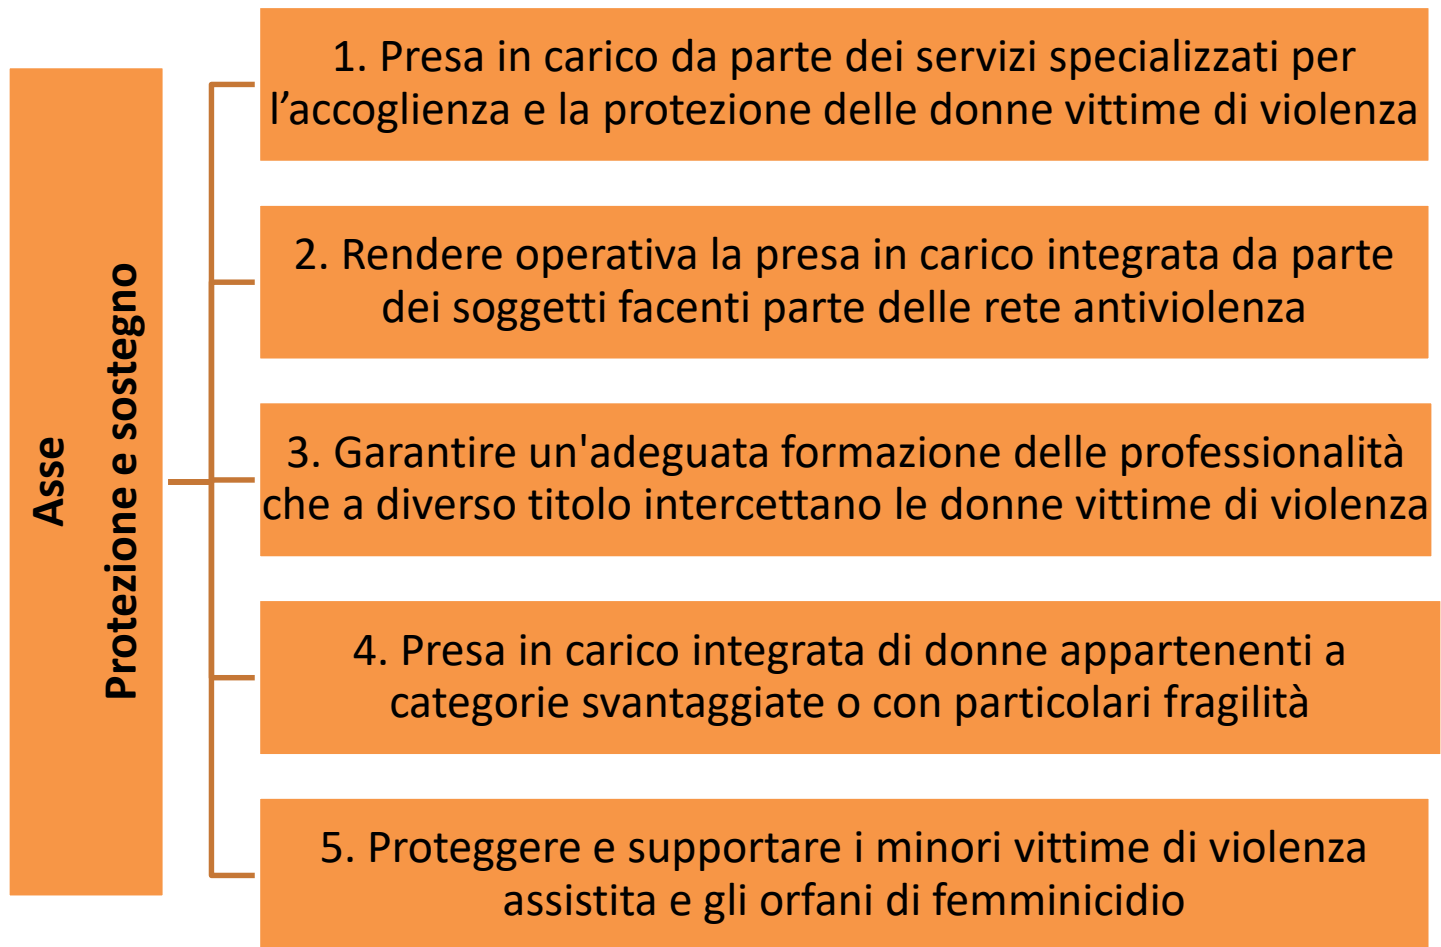 Asse
Protezione e sostegno
1. Presa in carico da parte dei servizi specializzati per
l’accoglienza e la protezione delle donne vittime di violenza
2. Rendere operativa la presa in carico integrata da parte
dei soggetti facenti parte delle rete antiviolenza
3. Garantire un'adeguata formazione delle professionalità
che a diverso titolo intercettano le donne vittime di violenza
4. Presa in carico integrata di donne appartenenti a
categorie svantaggiate o con particolari fragilità
5. Proteggere e supportare i minori vittime di violenza
assistita e gli orfani di femminicidio